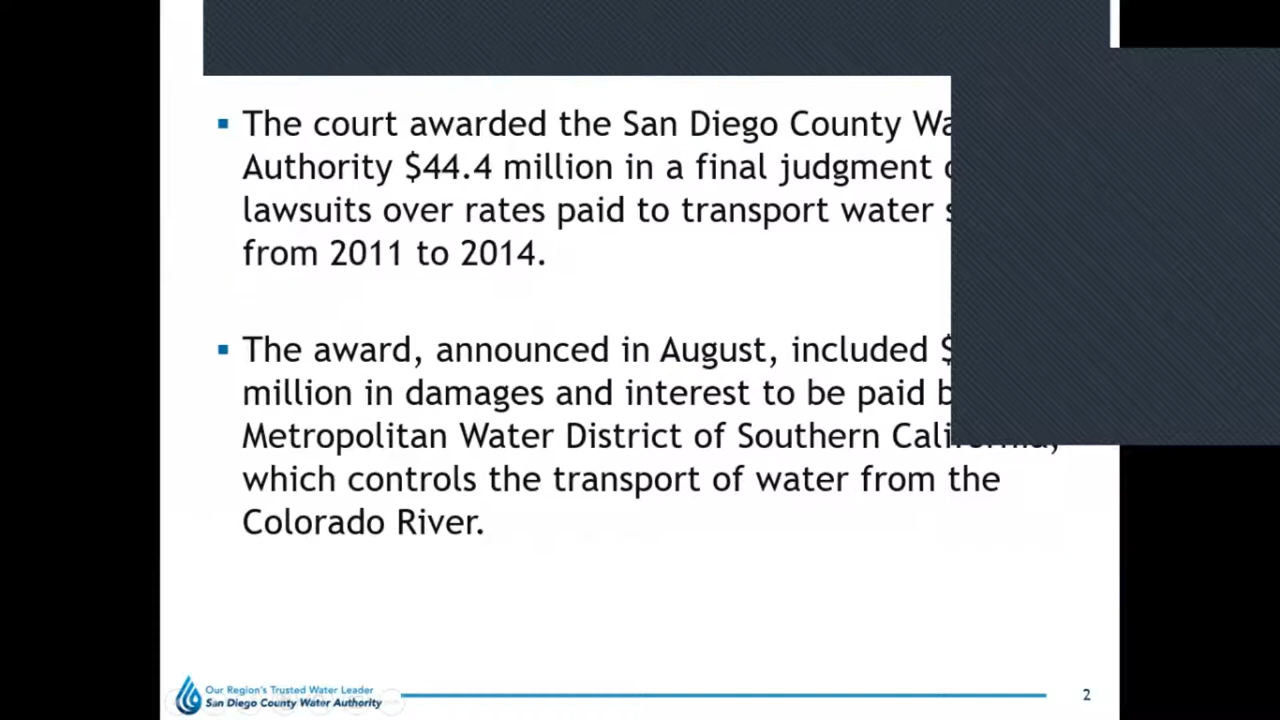 The court awarded the San Diego County
Authority $44.4 million in a final judgment
lawsuits over rates paid to transport water
from 2011 to 2014.
The award, announced in August, included $
million in damages and interest to be paid
Metropolitan Water District of Southern California,
which controls the transport of water from the
Colorado River.
Our Region's Trusted Water Leader
San Diego County Water Authority
2